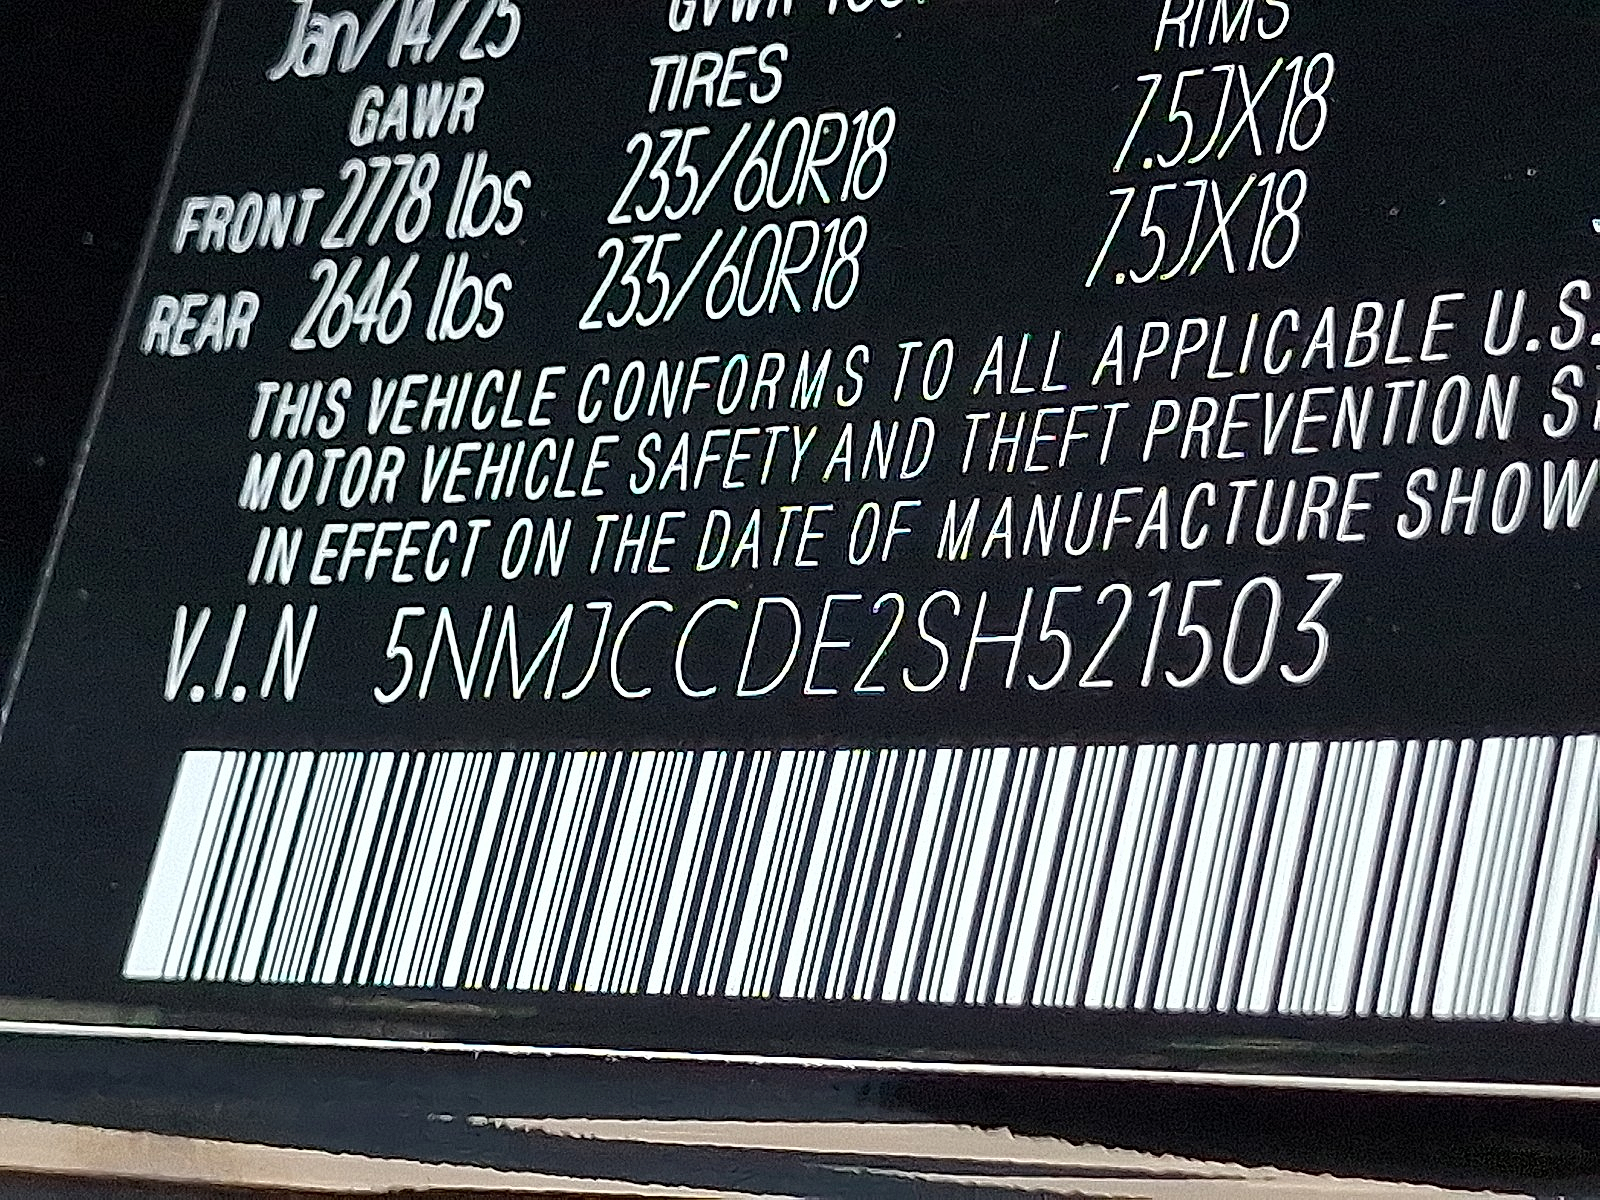 Jan/14/25 RIMS
GAWR TIRES
FRONT 2778 lbs 235/60R18 7.5JX18
REAR 2646 lbs 235/60R18 7.5JX18
THIS VEHICLE CONFORMS TO ALL APPLICABLE U.S.
MOTOR VEHICLE SAFETY AND THEFT PREVENTION
IN EFFECT ON THE DATE OF MANUFACTURE SHOW
V.I.N 5NMJCCDE2SH521503